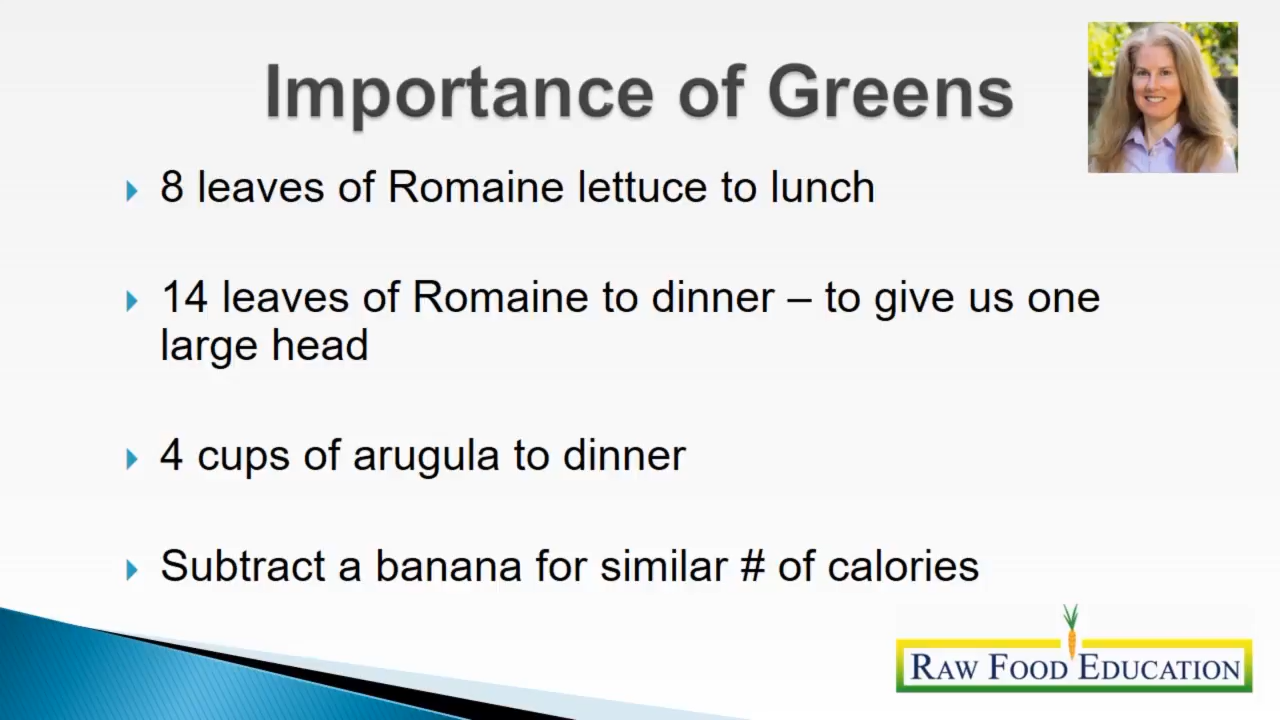 Importance of Greens
8 leaves of Romaine lettuce to lunch
14 leaves of Romaine to dinner – to give us one
large head
4 cups of arugula to dinner
Subtract a banana for similar # of calories
RAW FOOD EDUCATION